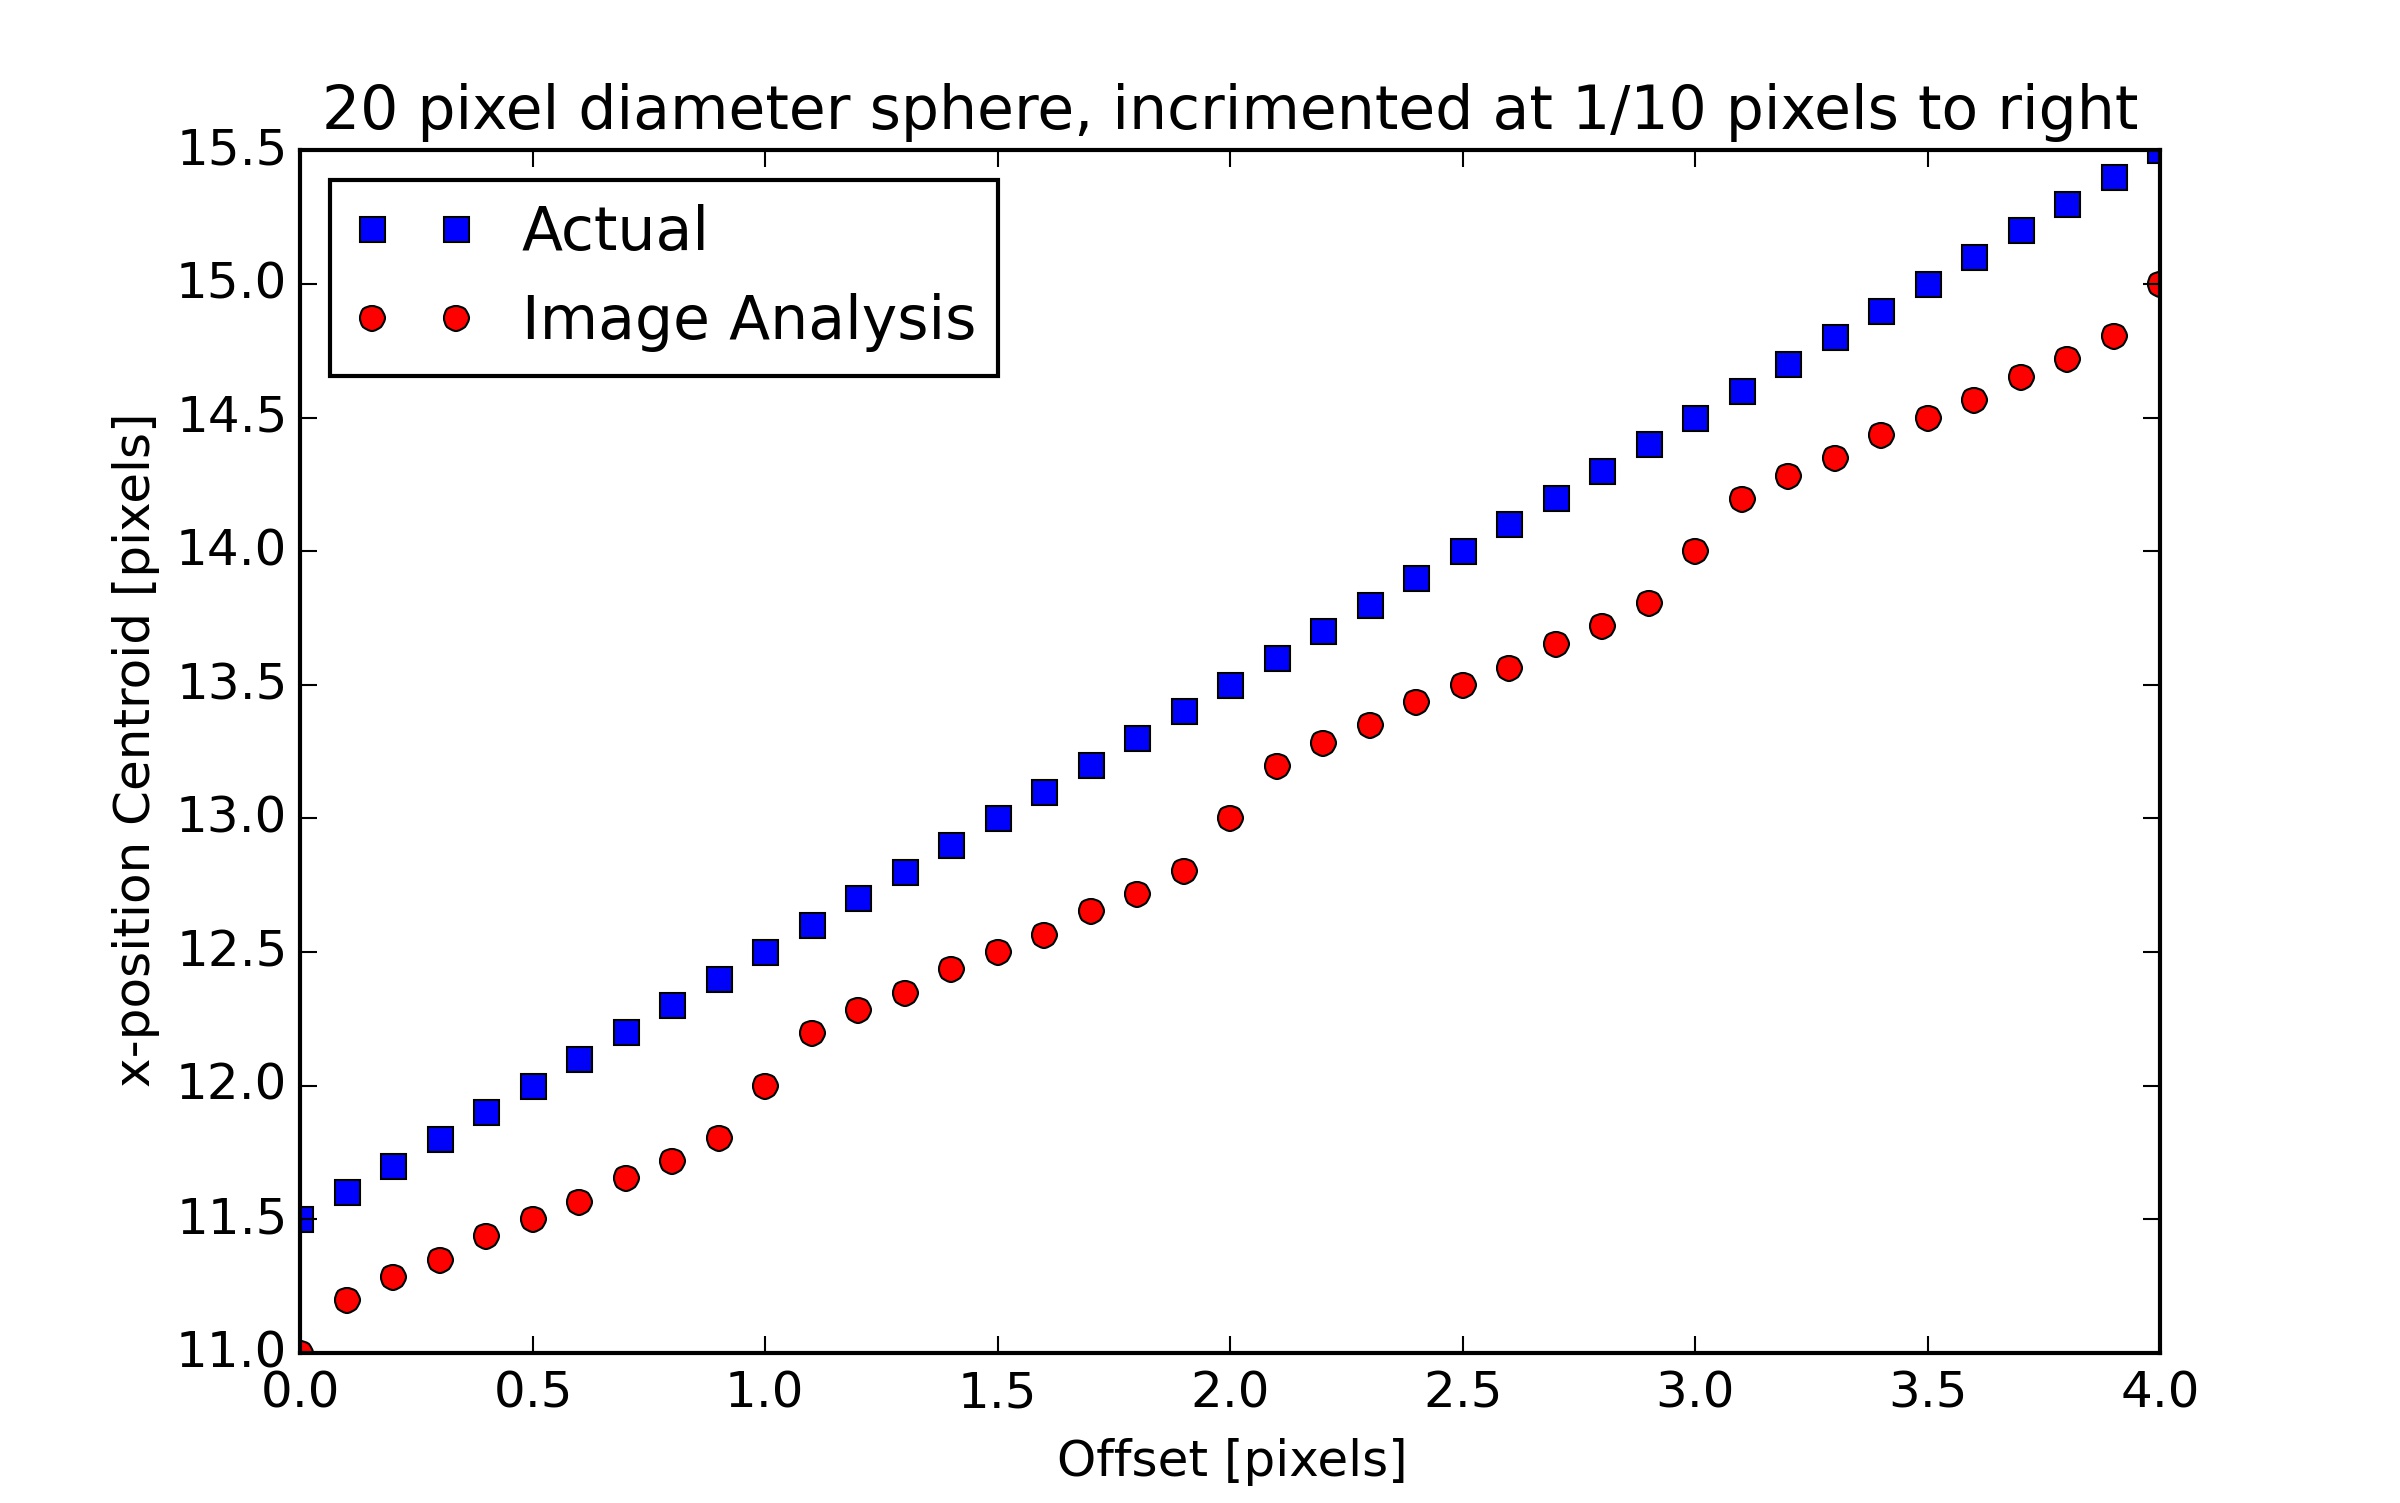 20 pixel diameter sphere, incrimented at 1/10 pixels to right
15.5
15.0
14.5
14.0
13.5
13.0
12.5
12.0
11.5
11.0
x-position Centroid [pixels]
Actual
Image Analysis
0.0 0.5 1.0 1.5 2.0 2.5 3.0 3.5 4.0
Offset [pixels]